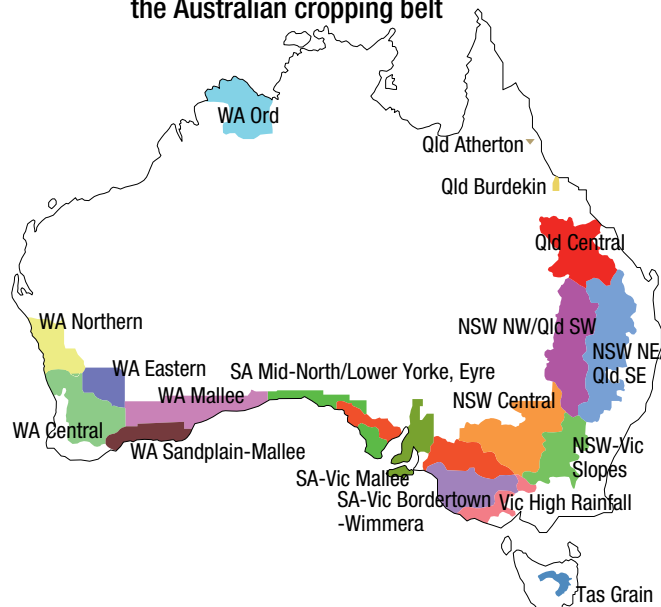 the Australian cropping belt
WA Ord
Qld Atherton
Qld Burdekin
Qld Central
WA Northern
NSW NW/Qld SW
NSW NE/
Qld SE
WA Eastern
SA Mid-North/Lower Yorke, Eyre
WA Mallee
NSW Central
WA Central
WA Sandplain-Mallee
NSW-Vic
Slopes
SA-Vic Mallee
SA-Vic Bordertown
-Wimmera
Vic High Rainfall
Tas Grain